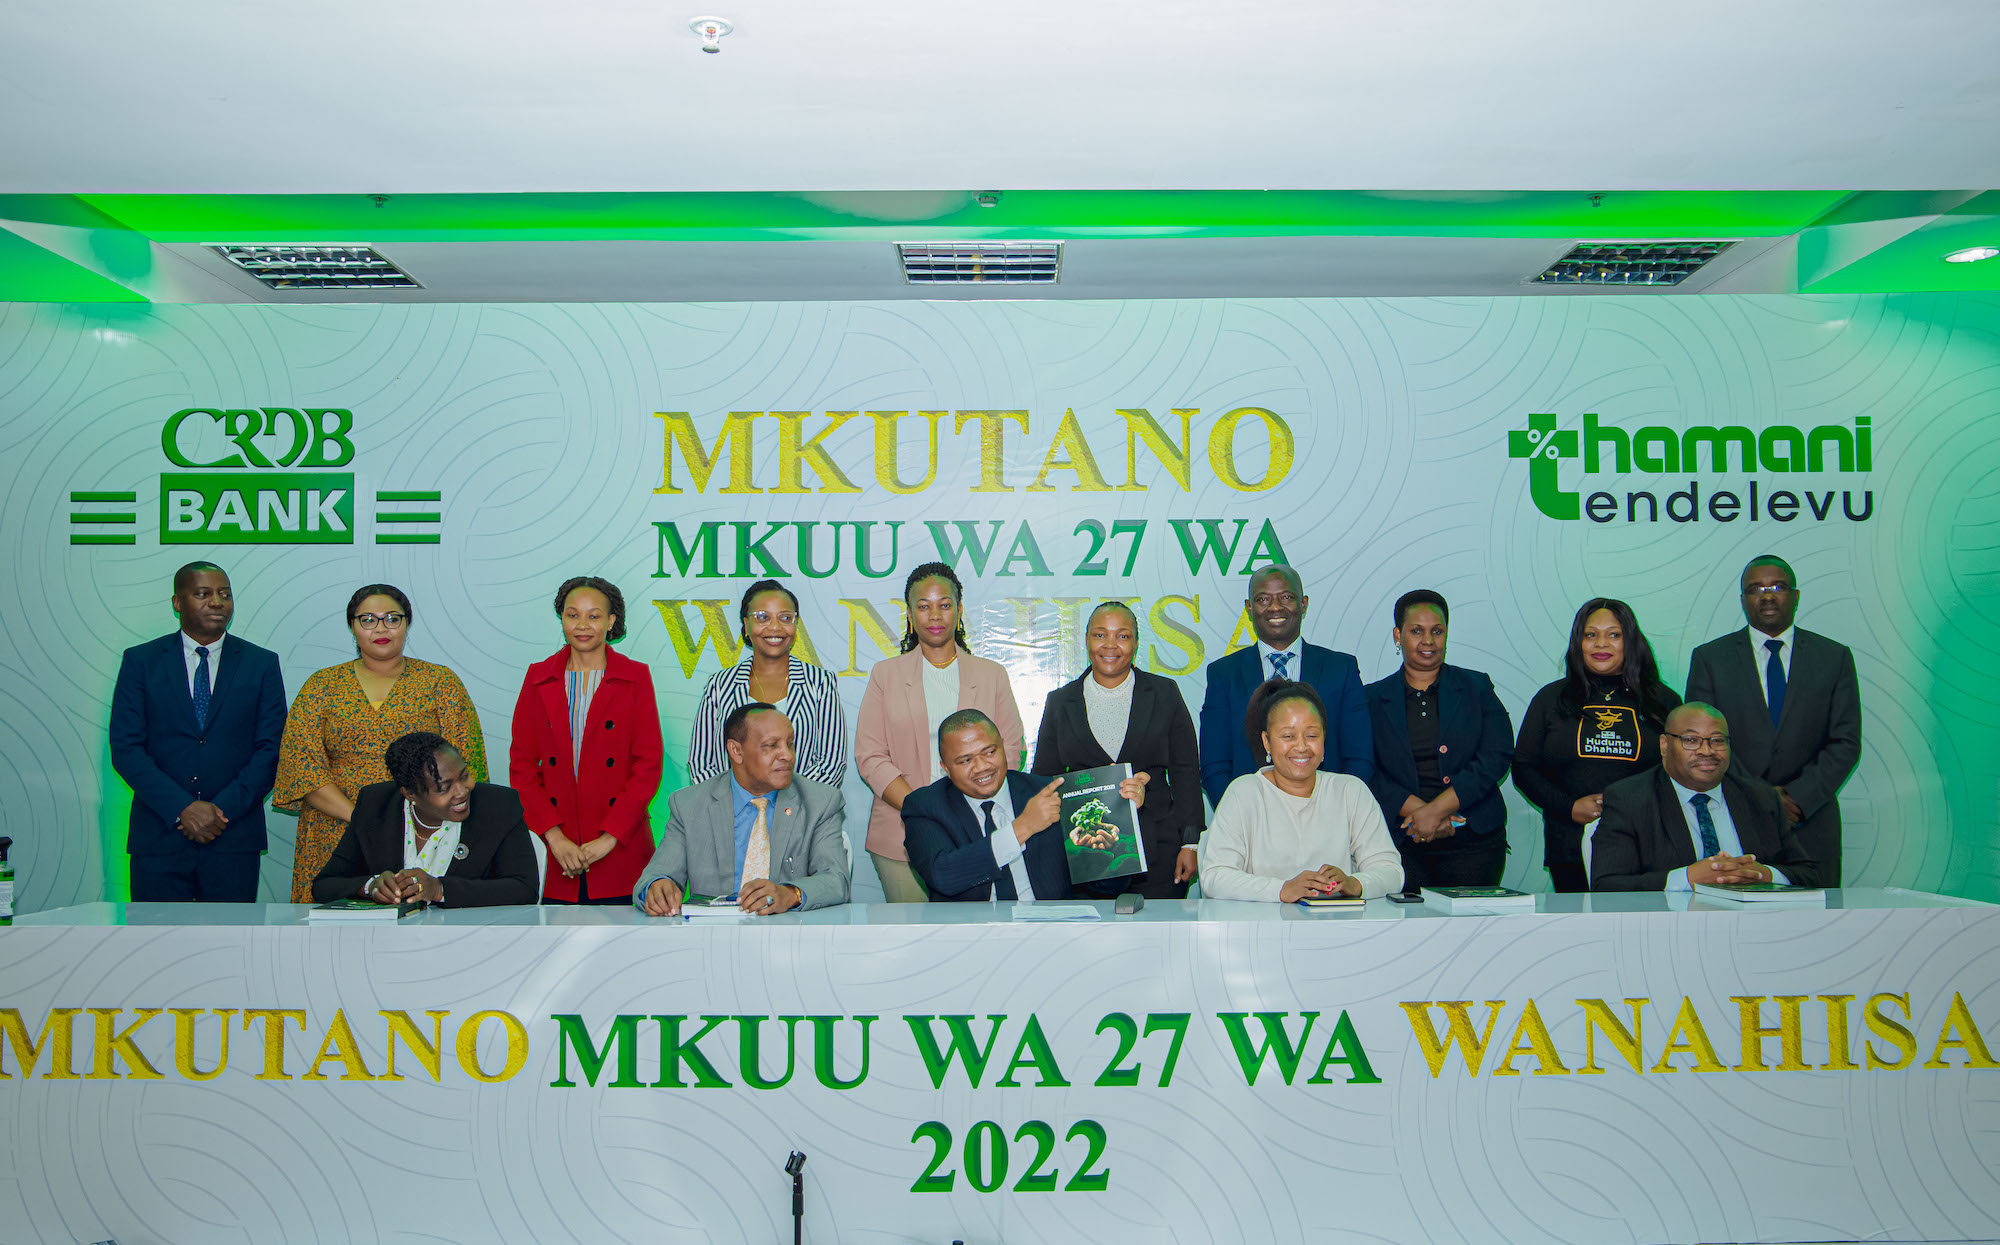 CRDB
BANK
MKUTANO
MKUU WA 27 WA
WANAHISA
thamani
endelevu
%
ANNUAL REPORT 2021
Huduma
Dhahabu
MKUTANO MKUU WA 27 WA WANAHISA
2022